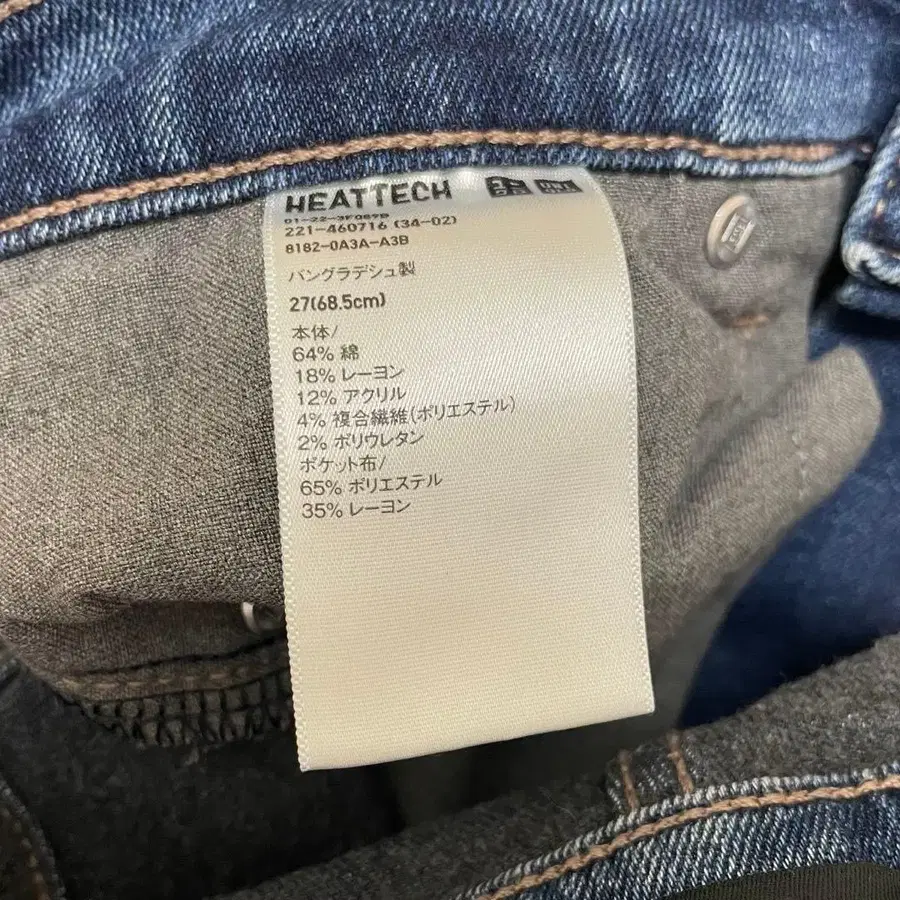 HEATTECH
01-22-3F089B
221-460716 (34-02)
8182-0A3A-A3B
バングラデシュ製
27(68.5cm)
本体/
64% 綿
18% レーヨン
12% アクリル
4% 複合繊維(ポリエステル)
2% ポリウレタン
ポケット布/
65% ポリエステル
35% レーヨン